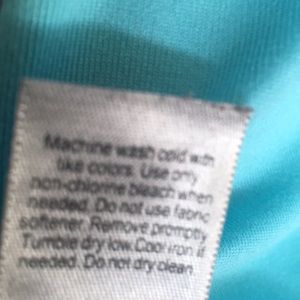 Machine wash cold with
like colors. Use only
non-chlorine bleach when
needed. Do not use fabric
softener. Remove promptly.
Tumble dry low. Cool iron if
needed. Do not dry clean.